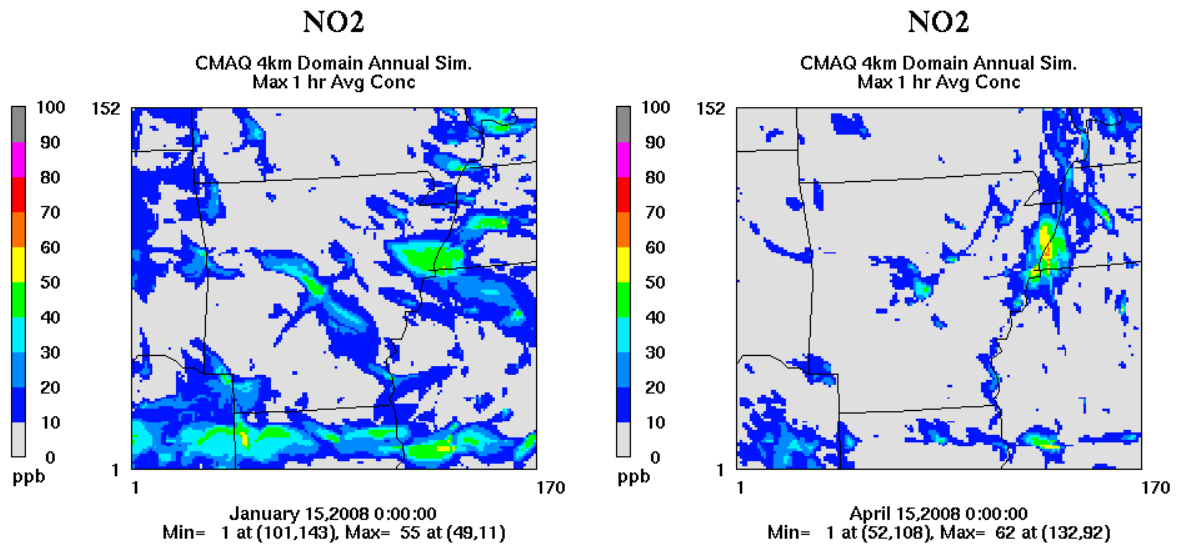 NO2
CMAQ 4km Domain Annual Sim.
Max 1 hr Avg Conc
100
90
80
70
60
50
40
30
20
10
0
ppb
152
1
1
170
January 15,2008 0:00:00
Min= 1 at (101,143), Max= 55 at (49,11)
NO2
CMAQ 4km Domain Annual Sim.
Max 1 hr Avg Conc
100
90
80
70
60
50
40
30
20
10
0
ppb
152
1
1
170
April 15,2008 0:00:00
Min= 1 at (52,108), Max= 62 at (132,92)